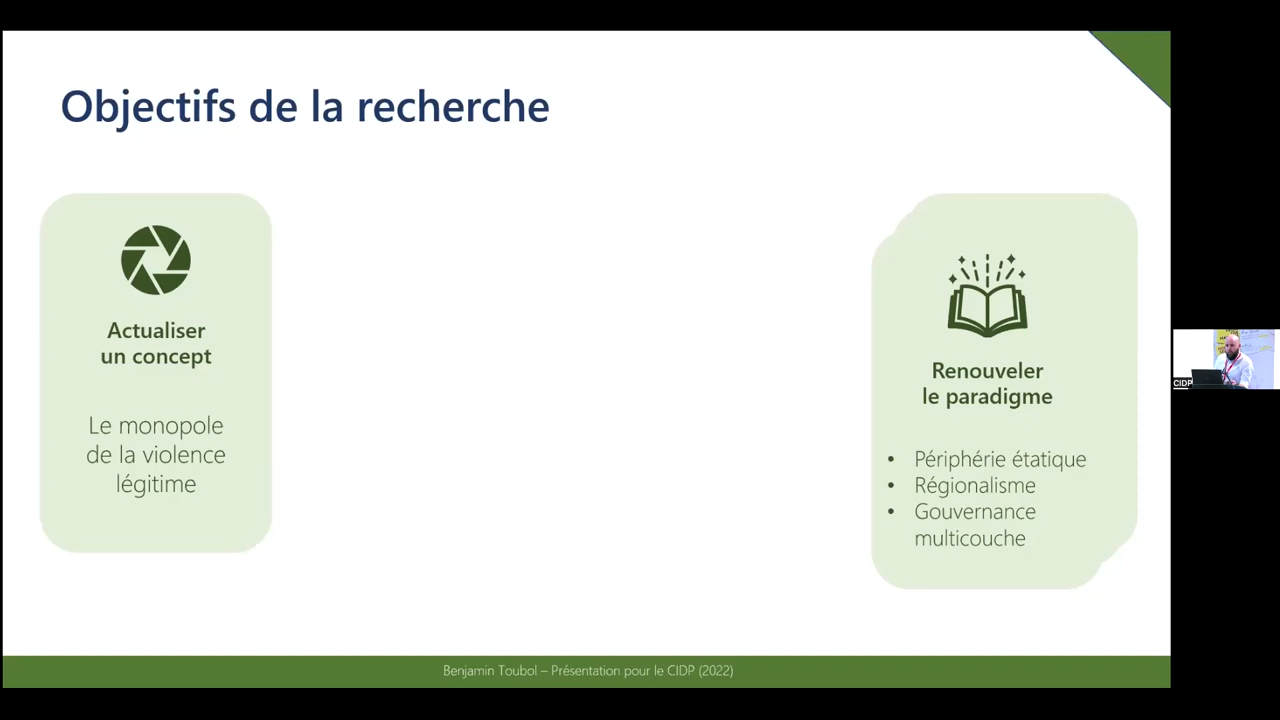 Objectifs de la recherche
Actualiser
un concept
Le monopole
de la violence
légitime
Renouveler
le paradigme
• Périphérie étatique
• Régionalisme
• Gouvernance
multicouche
Benjamin Toubol – Présentation pour le CIDP (2022)
CIDP